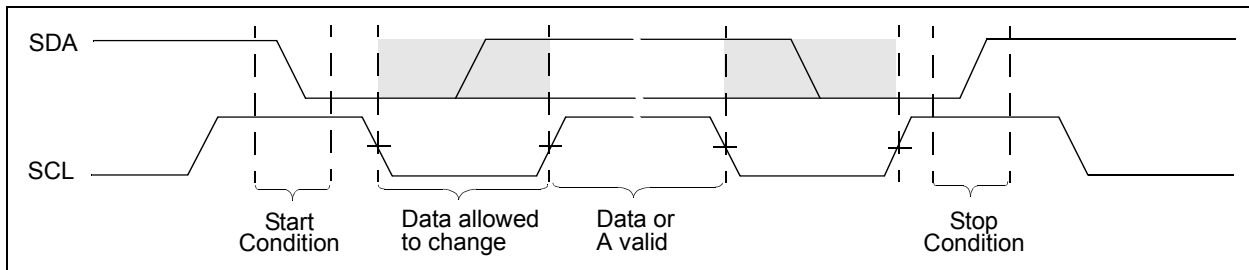 SDA
SCL
Start
Condition
Data allowed
to change
Data or
A valid
Stop
Condition